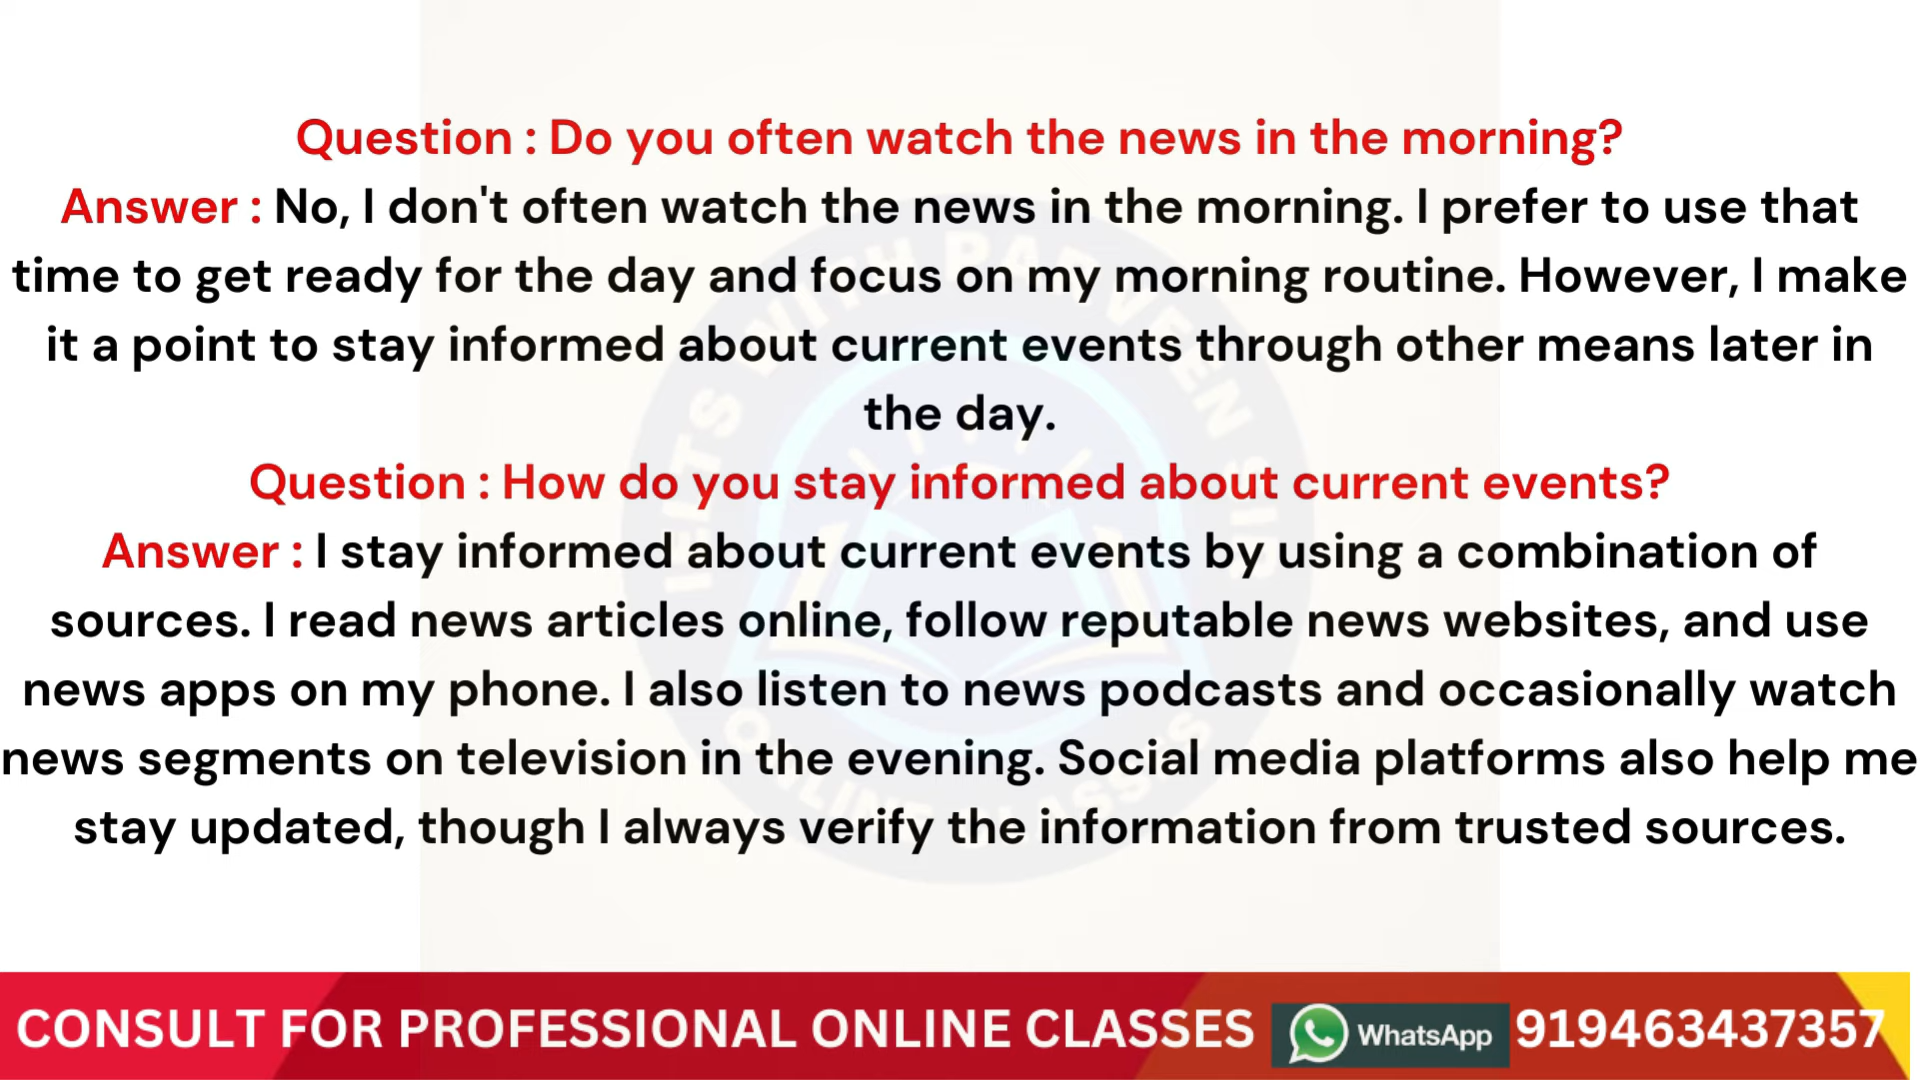 Question : Do you often watch the news in the morning?
Answer : No, I don't often watch the news in the morning. I prefer to use that
time to get ready for the day and focus on my morning routine. However, I make
it a point to stay informed about current events through other means later in
the day.
Question : How do you stay informed about current events?
Answer : I stay informed about current events by using a combination of
sources. I read news articles online, follow reputable news websites, and use
news apps on my phone. I also listen to news podcasts and occasionally watch
news segments on television in the evening. Social media platforms also help me
stay updated, though I always verify the information from trusted sources.
IELTS WITH PARVEEN SIR
ONLINE CLASSES
CONSULT FOR PROFESSIONAL ONLINE CLASSES WhatsApp 919463437357